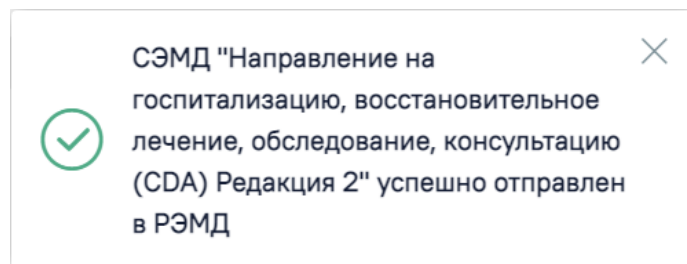 СЭМД "Направление на
госпитализацию, восстановительное
лечение, обследование, консультацию
(CDA) Редакция 2" успешно отправлен
в РЭМД